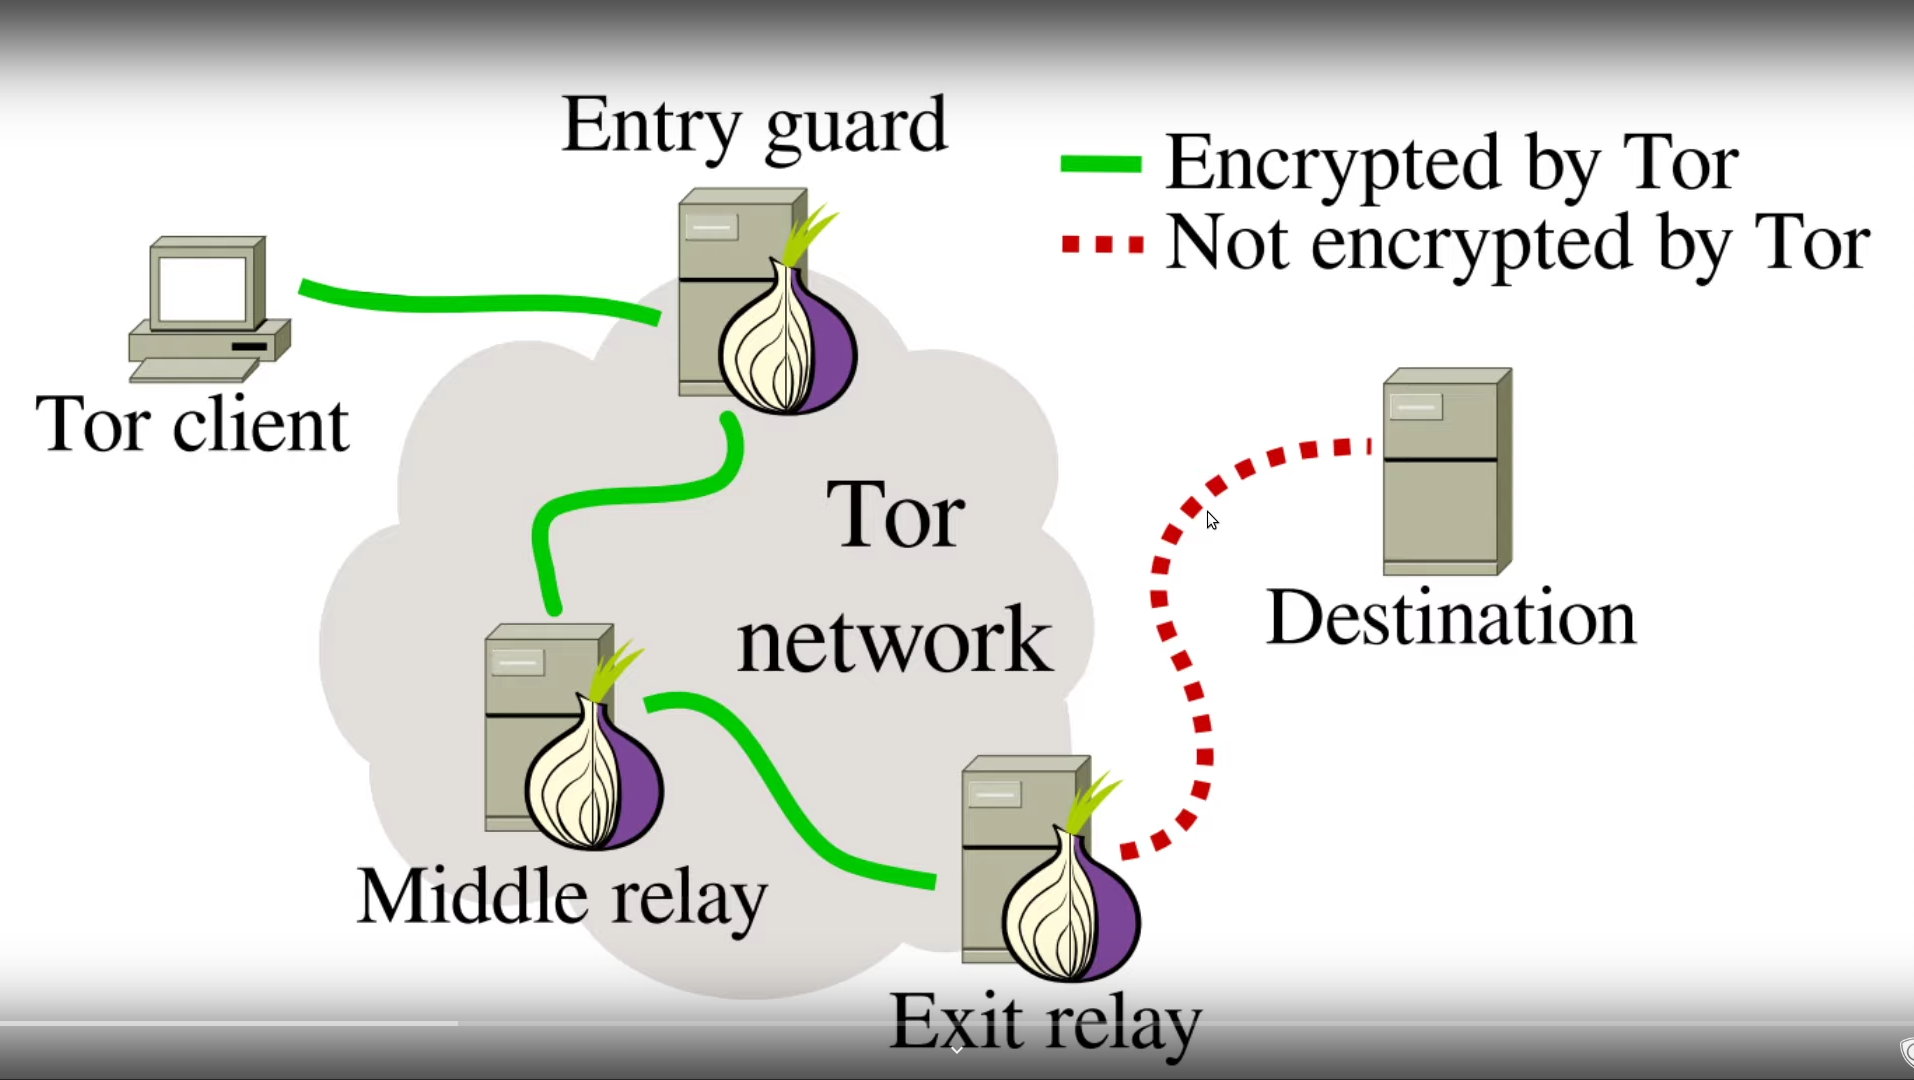 Entry guard
Encrypted by Tor
Not encrypted by Tor
Tor client
Tor
network
Destination
Middle relay
Exit relay